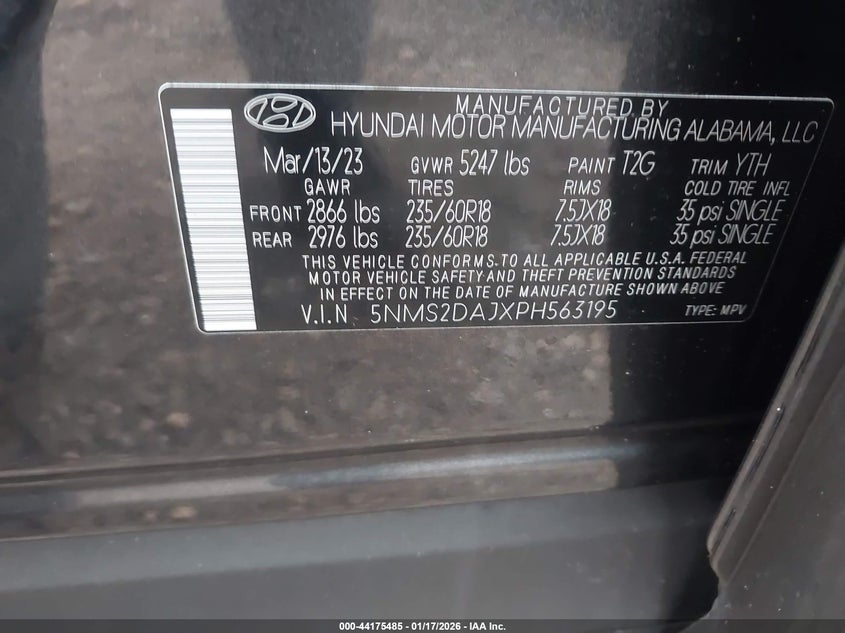 MANUFACTURED BY
HYUNDAI MOTOR MANUFACTURING ALABAMA, LLC
Mar/13/23 GVWR 5247 lbs PAINT T2G TRIM YTH
GAWR TIRES RIMS COLD TIRE INFL
FRONT 2866 lbs 235/60R18 7.5JX18 35 psi SINGLE
REAR 2976 lbs 235/60R18 7.5JX18 35 psi SINGLE
THIS VEHICLE CONFORMS TO ALL APPLICABLE U.S.A. FEDERAL
MOTOR VEHICLE SAFETY AND THEFT PREVENTION STANDARDS
IN EFFECT ON THE DATE OF MANUFACTURE SHOWN ABOVE
V.I.N 5NMS2DAJXPH563195 TYPE: MPV
000-44175485 - 01/17/2026 - IAA Inc.